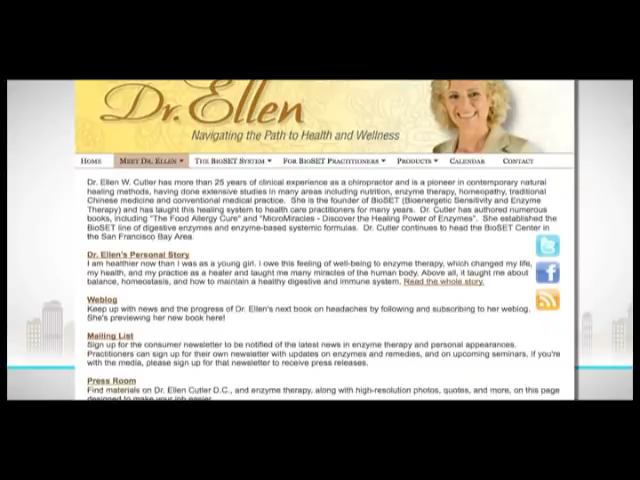 Dr. Ellen
Navigating the Path to Health and Wellness
HOME MEET DR. ELLEN THE BIOSET SYSTEM FOR BIOSET PRACTITIONERS PRODUCTS CALENDAR CONTACT
Dr. Ellen W. Cutler has more than 25 years of clinical experience as a chiropractor and is a pioneer in contemporary natural
healing methods, having done extensive studies in many areas including nutrition, enzyme therapy, homeopathy, traditional
Chinese medicine and conventional medical practice. She is the founder of BioSET (Bioenergetic Sensitivity and Enzyme
Therapy) and has taught this healing system to health care practitioners for many years. Dr. Cutler has authored numerous
books, including "The Food Allergy Cure" and "MicroMiracles - Discover the Healing Power of Enzymes". She established the
BioSET line of digestive enzymes and enzyme-based systemic formulas. Dr. Cutler continues to head the BioSET Center in
the San Francisco Bay Area.
Dr. Ellen's Personal Story
I am healthier now than I was as a young girl. I owe this feeling of well-being to enzyme therapy, which changed my life,
my health, and my practice as a healer and taught me many miracles of the human body. Above all, it taught me about
balance, homeostasis, and how to maintain a healthy digestive and immune system. Read the whole story.
Weblog
Keep up with news and the progress of Dr. Ellen's next book on headaches by following and subscribing to her weblog.
She's previewing her new book here!
Mailing List
Sign up for the consumer newsletter to be notified of the latest news in enzyme therapy and personal appearances.
Practitioners can sign up for their own newsletter with updates on enzymes and remedies, and on upcoming seminars. If you're
with the media, please sign up for that newsletter to receive press releases.
Press Room
Find materials on Dr. Ellen Cutler D.C., and enzyme therapy, along with high-resolution photos, quotes, and more, on this page
designed to make your job easier.